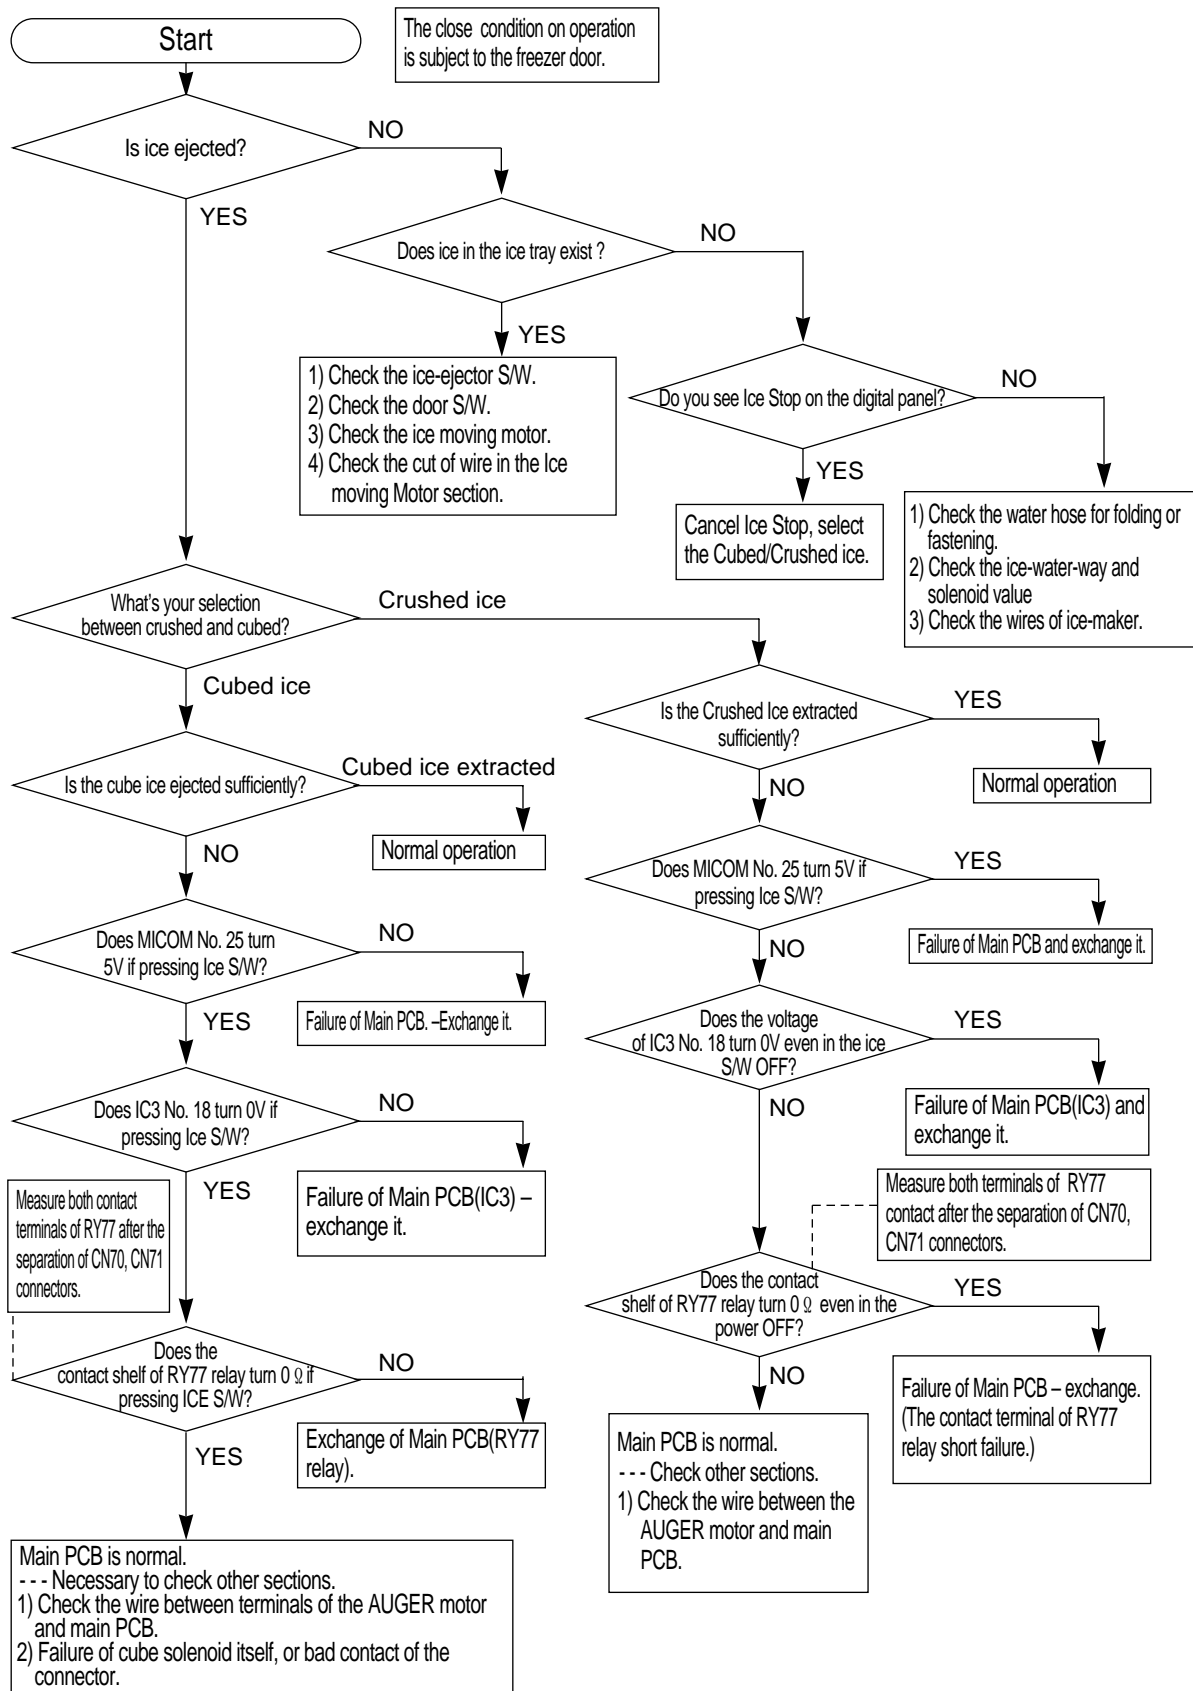 Start
The close condition on operation
is subject to the freezer door.
Is ice ejected?
NO
YES
Does ice in the ice tray exist ?
NO
YES
1) Check the ice-ejector S/W.
2) Check the door S/W.
3) Check the ice moving motor.
4) Check the cut of wire in the Ice
moving Motor section.
Do you see Ice Stop on the digital panel?
NO
YES
Cancel Ice Stop, select
the Cubed/Crushed ice.
1) Check the water hose for folding or
fastening.
2) Check the ice-water-way and
solenoid value
3) Check the wires of ice-maker.
What's your selection
between crushed and cubed?
Crushed ice
Cubed ice
Is the cube ice ejected sufficiently?
Cubed ice extracted
Normal operation
NO
Does MICOM No. 25 turn
5V if pressing Ice S/W?
NO
Failure of Main PCB. –Exchange it.
YES
Does IC3 No. 18 turn 0V if
pressing Ice S/W?
NO
Failure of Main PCB(IC3) –
exchange it.
YES
Measure both contact
terminals of RY77 after the
separation of CN70, CN71
connectors.
Does the
contact shelf of RY77 relay turn 0 Ω if
pressing ICE S/W?
NO
Exchange of Main PCB(RY77
relay).
YES
Main PCB is normal.
- - - Necessary to check other sections.
1) Check the wire between terminals of the AUGER motor
and main PCB.
2) Failure of cube solenoid itself, or bad contact of the
connector.
Is the Crushed Ice extracted
sufficiently?
YES
Normal operation
NO
Does MICOM No. 25 turn 5V if
pressing Ice S/W?
YES
Failure of Main PCB and exchange it.
NO
Does the voltage
of IC3 No. 18 turn 0V even in the ice
S/W OFF?
YES
Failure of Main PCB(IC3) and
exchange it.
NO
Measure both terminals of RY77
contact after the separation of CN70,
CN71 connectors.
Does the contact
shelf of RY77 relay turn 0 Ω even in the
power OFF?
YES
Failure of Main PCB – exchange.
(The contact terminal of RY77
relay short failure.)
NO
Main PCB is normal.
- - - Check other sections.
1) Check the wire between the
AUGER motor and main
PCB.